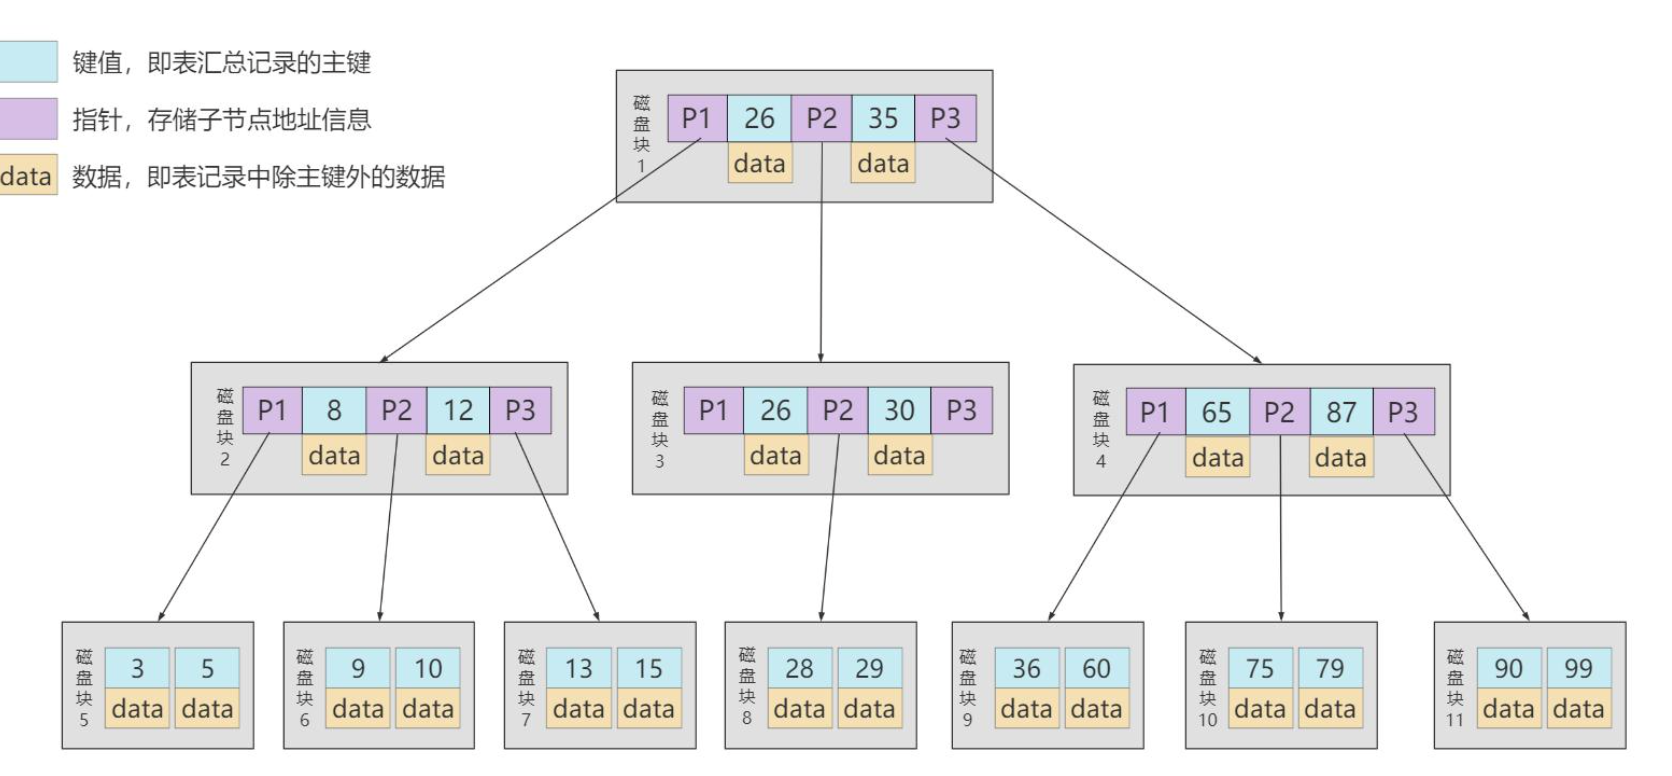 键值，即表汇总记录的主键
指针，存储子节点地址信息
data 数据，即表记录中除主键外的数据
磁盘块1
P1 26 P2 35 P3
data data
磁盘块2
P1 8 P2 12 P3
data data
磁盘块3
P1 26 P2 30 P3
data data
磁盘块4
P1 65 P2 87 P3
data data
磁盘块5
3 5
data data
磁盘块6
9 10
data data
磁盘块7
13 15
data data
磁盘块8
28 29
data data
磁盘块9
36 60
data data
磁盘块10
75 79
data data
磁盘块11
90 99
data data